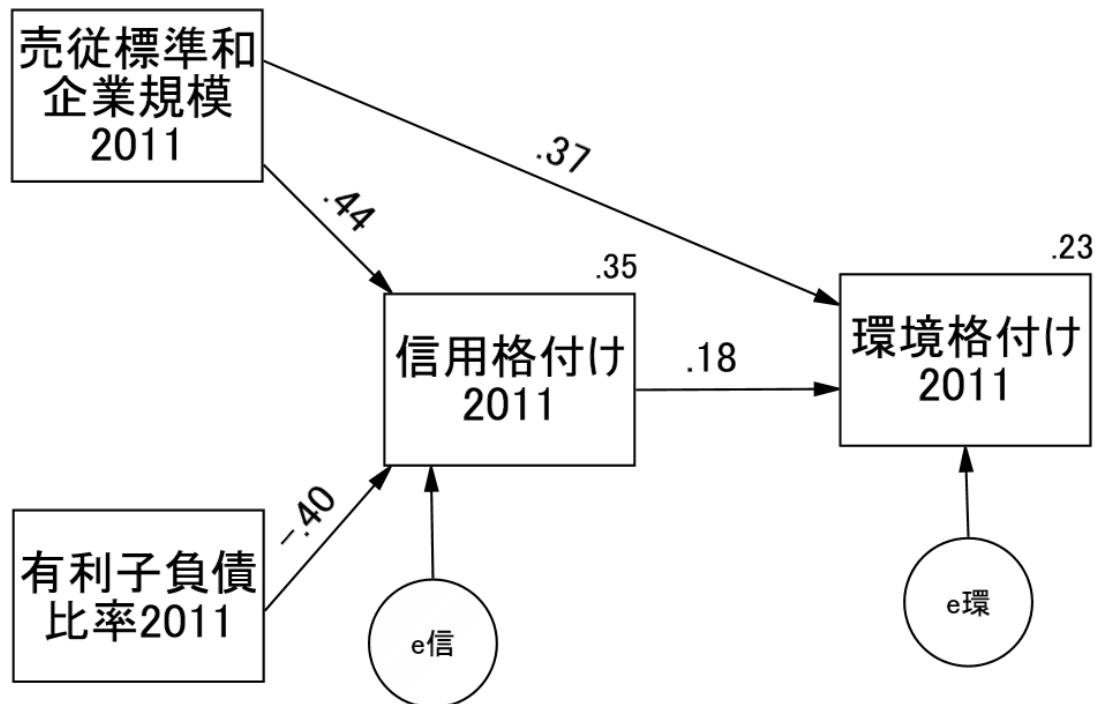 売従標準和
企業規模
2011
.37
.44
.23
.35
環境格付け
2011
信用格付け
2011
.18
-.40
有利子負債
比率2011
e信
e環